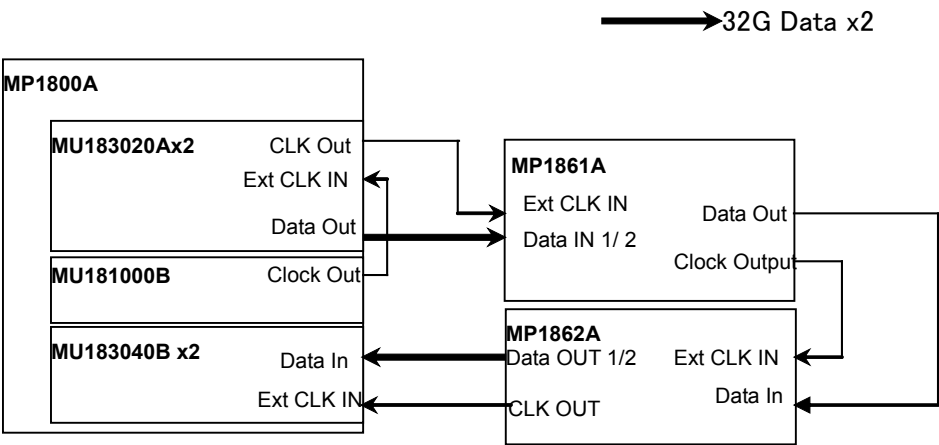 32G Data x2
MP1800A
MU183020Ax2
CLK Out
Ext CLK IN
Data Out
MU181000B
Clock Out
MU183040B x2
Data In
Ext CLK IN
MP1861A
Ext CLK IN
Data IN 1/ 2
Data Out
Clock Output
MP1862A
Data OUT 1/2
Ext CLK IN
CLK OUT
Data In